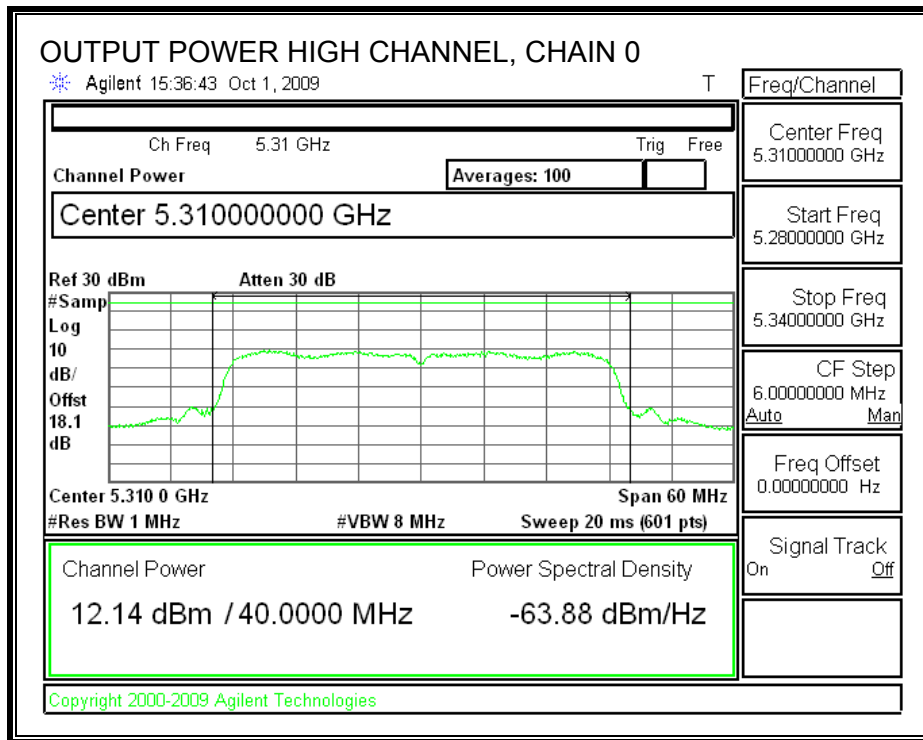 OUTPUT POWER HIGH CHANNEL, CHAIN 0
Agilent 15:36:43 Oct 1, 2009 T
Freq/Channel
Ch Freq 5.31 GHz Trig Free
Channel Power Averages: 100
Center 5.310000000 GHz
Ref 30 dBm Atten 30 dB
#Samp
Log
10
dB/
Offst
18.1
dB
Center 5.310 0 GHz Span 60 MHz
#Res BW 1 MHz #VBW 8 MHz Sweep 20 ms (601 pts)
Channel Power Power Spectral Density
12.14 dBm / 40.0000 MHz -63.88 dBm/Hz
Center Freq
5.31000000 GHz
Start Freq
5.28000000 GHz
Stop Freq
5.34000000 GHz
CF Step
6.00000000 MHz
Auto Man
Freq Offset
0.00000000 Hz
Signal Track
On Off
Copyright 2000-2009 Agilent Technologies